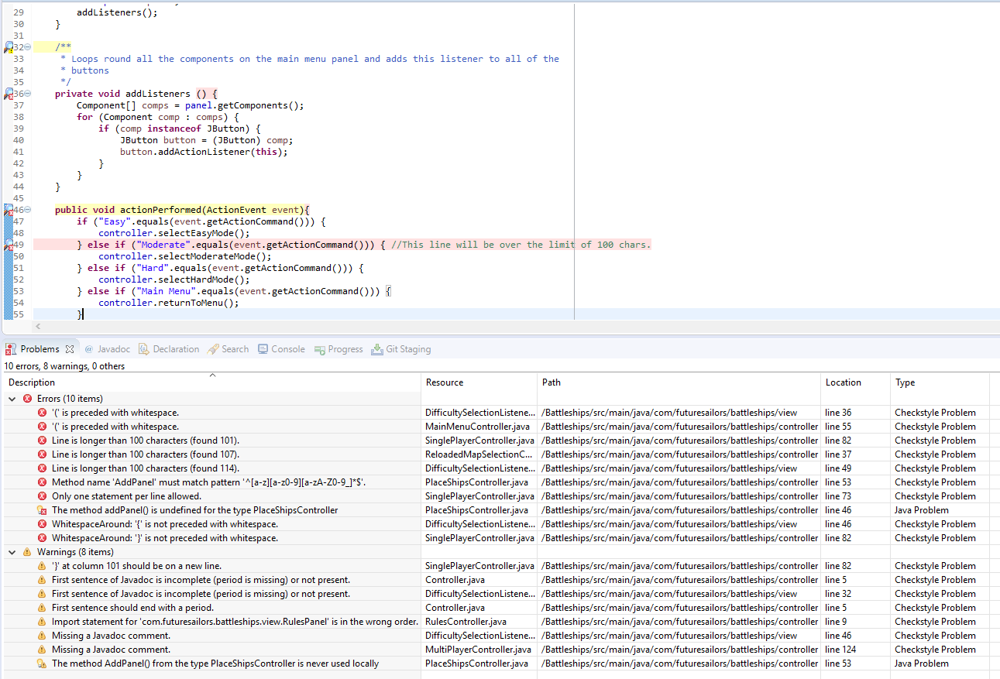 29 addListeners();
30 }
31
32 /**
33 * Loops round all the components on the main menu panel and adds this listener to all of the
34 * buttons
35 */
36 private void addListeners () {
37 Component[] comps = panel.getComponents();
38 for (Component comp : comps) {
39 if (comp instanceof JButton) {
40 JButton button = (JButton) comp;
41 button.addActionListener(this);
42 }
43 }
44 }
45
46 public void actionPerformed(ActionEvent event){
47 if ("Easy".equals(event.getActionCommand())) {
48 controller.selectEasyMode();
49 } else if ("Moderate".equals(event.getActionCommand())) { //This line will be over the limit of 100 chars.
50 controller.selectModerateMode();
51 } else if ("Hard".equals(event.getActionCommand())) {
52 controller.selectHardMode();
53 } else if ("Main Menu".equals(event.getActionCommand())) {
54 controller.returnToMenu();
55 }
Problems @ Javadoc Declaration Search Console Progress Git Staging
10 errors, 8 warnings, 0 others
Description Resource Path Location Type
Errors (10 items)
'(' is preceded with whitespace. DifficultySelectionListene... /Battleships/src/main/java/com/futuresailors/battleships/view line 36 Checkstyle Problem
'(' is preceded with whitespace. MainMenuController.java /Battleships/src/main/java/com/futuresailors/battleships/controller line 55 Checkstyle Problem
Line is longer than 100 characters (found 101). SinglePlayerController.java /Battleships/src/main/java/com/futuresailors/battleships/controller line 82 Checkstyle Problem
Line is longer than 100 characters (found 107). ReloadedMapSelectionC... /Battleships/src/main/java/com/futuresailors/battleships/controller line 37 Checkstyle Problem
Line is longer than 100 characters (found 114). DifficultySelectionListene... /Battleships/src/main/java/com/futuresailors/battleships/view line 49 Checkstyle Problem
Method name 'AddPanel' must match pattern '^[a-z][a-z0-9][a-zA-Z0-9_]*$'. PlaceShipsController.java /Battleships/src/main/java/com/futuresailors/battleships/controller line 53 Checkstyle Problem
Only one statement per line allowed. SinglePlayerController.java /Battleships/src/main/java/com/futuresailors/battleships/controller line 73 Checkstyle Problem
The method addPanel() is undefined for the type PlaceShipsController PlaceShipsController.java /Battleships/src/main/java/com/futuresailors/battleships/controller line 46 Java Problem
WhitespaceAround: '{' is not preceded with whitespace. DifficultySelectionListene... /Battleships/src/main/java/com/futuresailors/battleships/view line 46 Checkstyle Problem
WhitespaceAround: '}' is not preceded with whitespace. SinglePlayerController.java /Battleships/src/main/java/com/futuresailors/battleships/controller line 82 Checkstyle Problem
Warnings (8 items)
'}' at column 101 should be on a new line. SinglePlayerController.java /Battleships/src/main/java/com/futuresailors/battleships/controller line 82 Checkstyle Problem
First sentence of Javadoc is incomplete (period is missing) or not present. Controller.java /Battleships/src/main/java/com/futuresailors/battleships/controller line 5 Checkstyle Problem
First sentence of Javadoc is incomplete (period is missing) or not present. DifficultySelectionListene... /Battleships/src/main/java/com/futuresailors/battleships/view line 32 Checkstyle Problem
First sentence should end with a period. Controller.java /Battleships/src/main/java/com/futuresailors/battleships/controller line 5 Checkstyle Problem
Import statement for 'com.futuresailors.battleships.view.RulesPanel' is in the wrong order. RulesController.java /Battleships/src/main/java/com/futuresailors/battleships/controller line 9 Checkstyle Problem
Missing a Javadoc comment. DifficultySelectionListene... /Battleships/src/main/java/com/futuresailors/battleships/view line 46 Checkstyle Problem
Missing a Javadoc comment. MultiPlayerController.java /Battleships/src/main/java/com/futuresailors/battleships/controller line 124 Checkstyle Problem
The method AddPanel() from the type PlaceShipsController is never used locally PlaceShipsController.java /Battleships/src/main/java/com/futuresailors/battleships/controller line 53 Java Problem